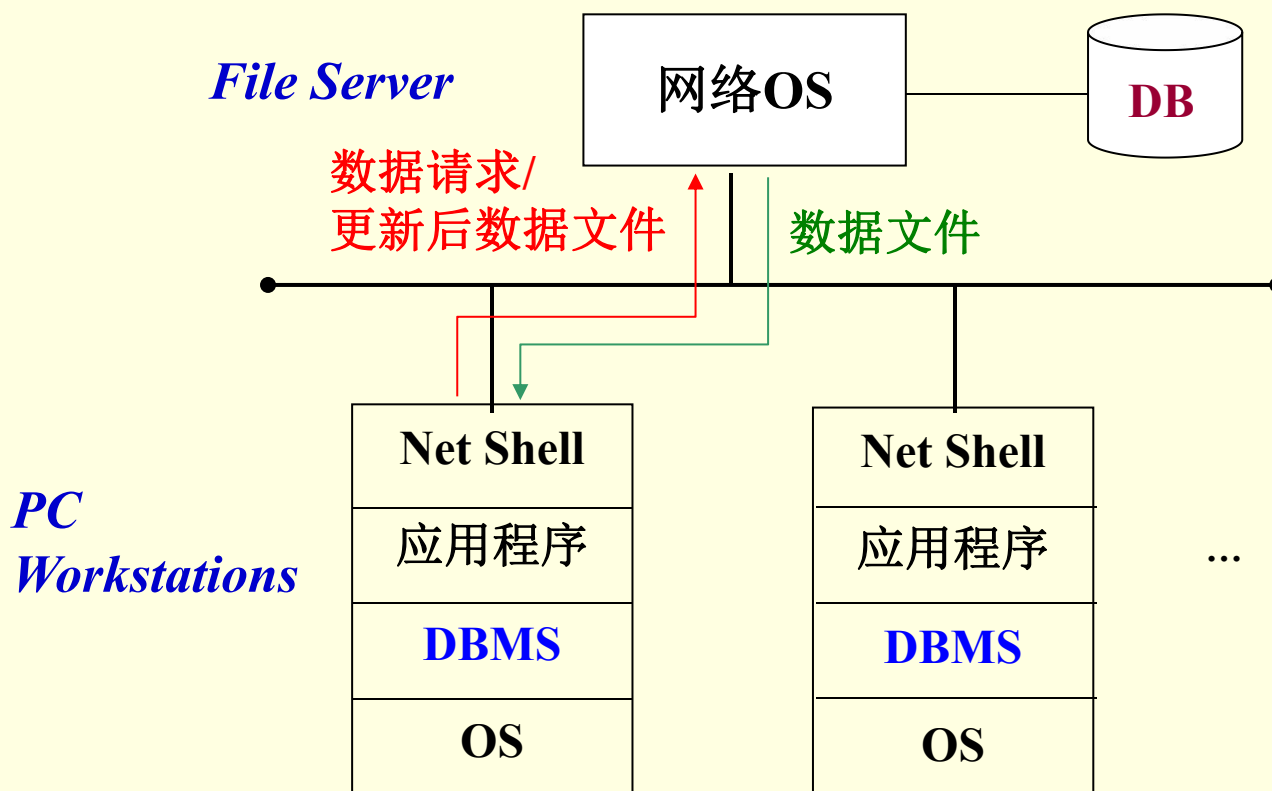 File Server
网络OS
DB
数据请求/
更新后数据文件
数据文件
PC
Workstations
Net Shell
应用程序
DBMS
OS
Net Shell
应用程序
DBMS
OS
...